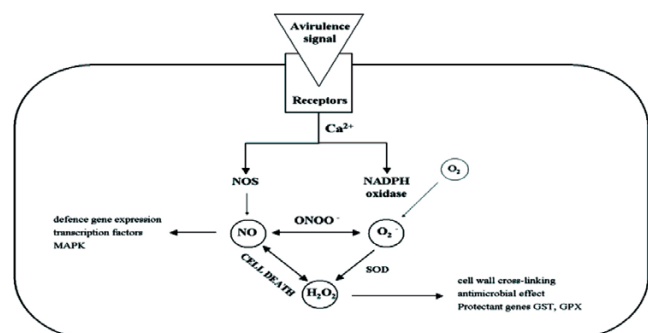 Avirulence
signal
Receptors
Ca²⁺
NOS
NADPH
oxidase
O₂
defence gene expression
transcription factors
MAPK
NO
ONOO⁻
O₂⁻
CELL DEATH
SOD
H₂O₂
cell wall cross-linking
antimicrobial effect
Protectant genes GST, GPX